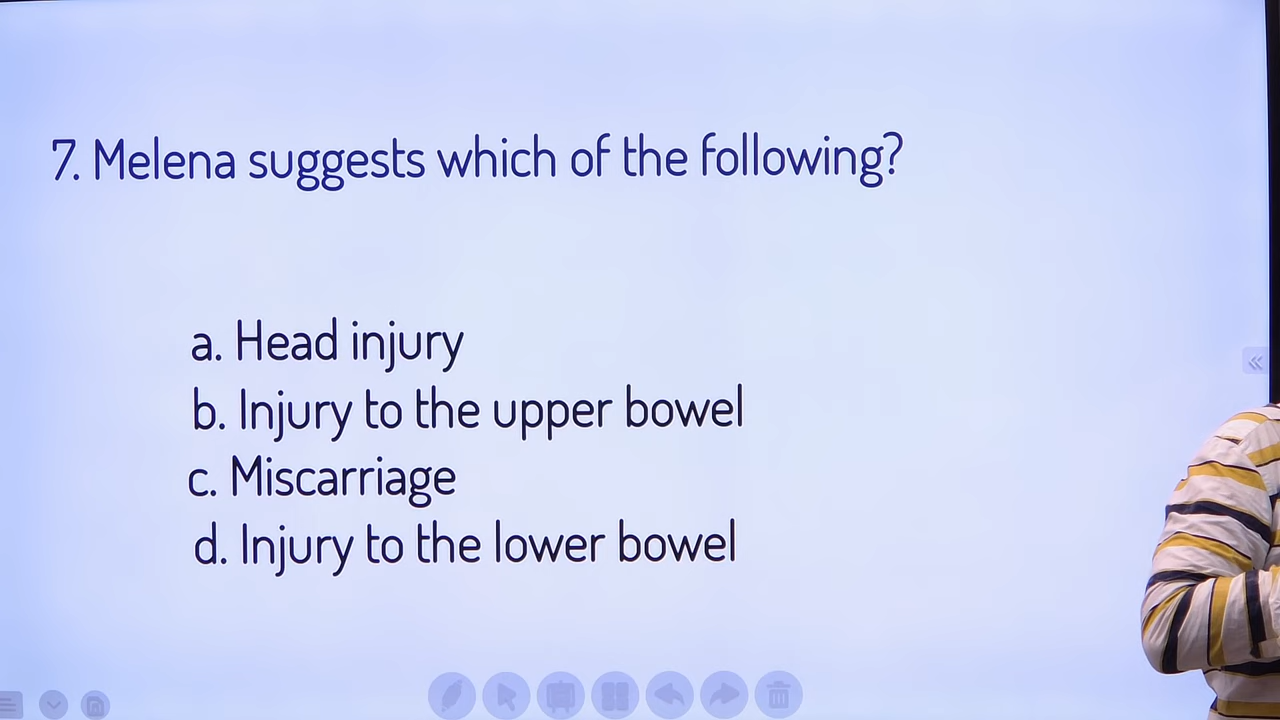 7. Melena suggests which of the following?
a. Head injury
b. Injury to the upper bowel
c. Miscarriage
d. Injury to the lower bowel